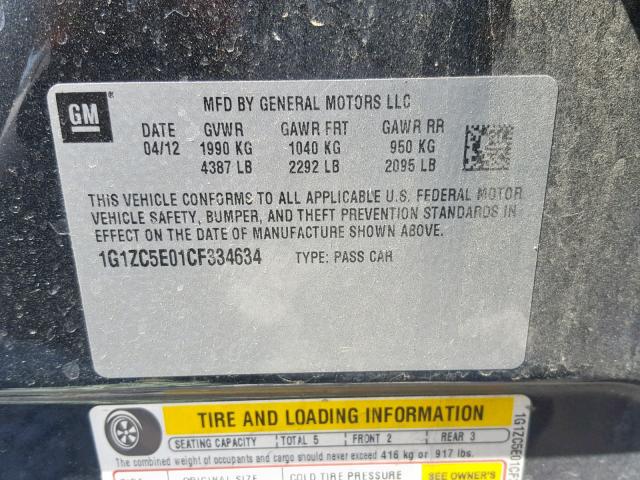 GM
MFD BY GENERAL MOTORS LLC
DATE GVWR GAWR FRT GAWR RR
04/12 1990 KG 1040 KG 950 KG
4387 LB 2292 LB 2095 LB
THIS VEHICLE CONFORMS TO ALL APPLICABLE U.S. FEDERAL MOTOR
VEHICLE SAFETY, BUMPER, AND THEFT PREVENTION STANDARDS IN
EFFECT ON THE DATE OF MANUFACTURE SHOWN ABOVE.
1G1ZC5E01CF334634 TYPE: PASS CAR
TIRE AND LOADING INFORMATION
SEATING CAPACITY TOTAL 5 FRONT 2 REAR 3
The combined weight of occupants and cargo should never exceed 416 kg or 917 lbs.
ORIGINAL SIZE COLD TIRE PRESSURE SEE OWNER'S
1G1ZC5E01CF